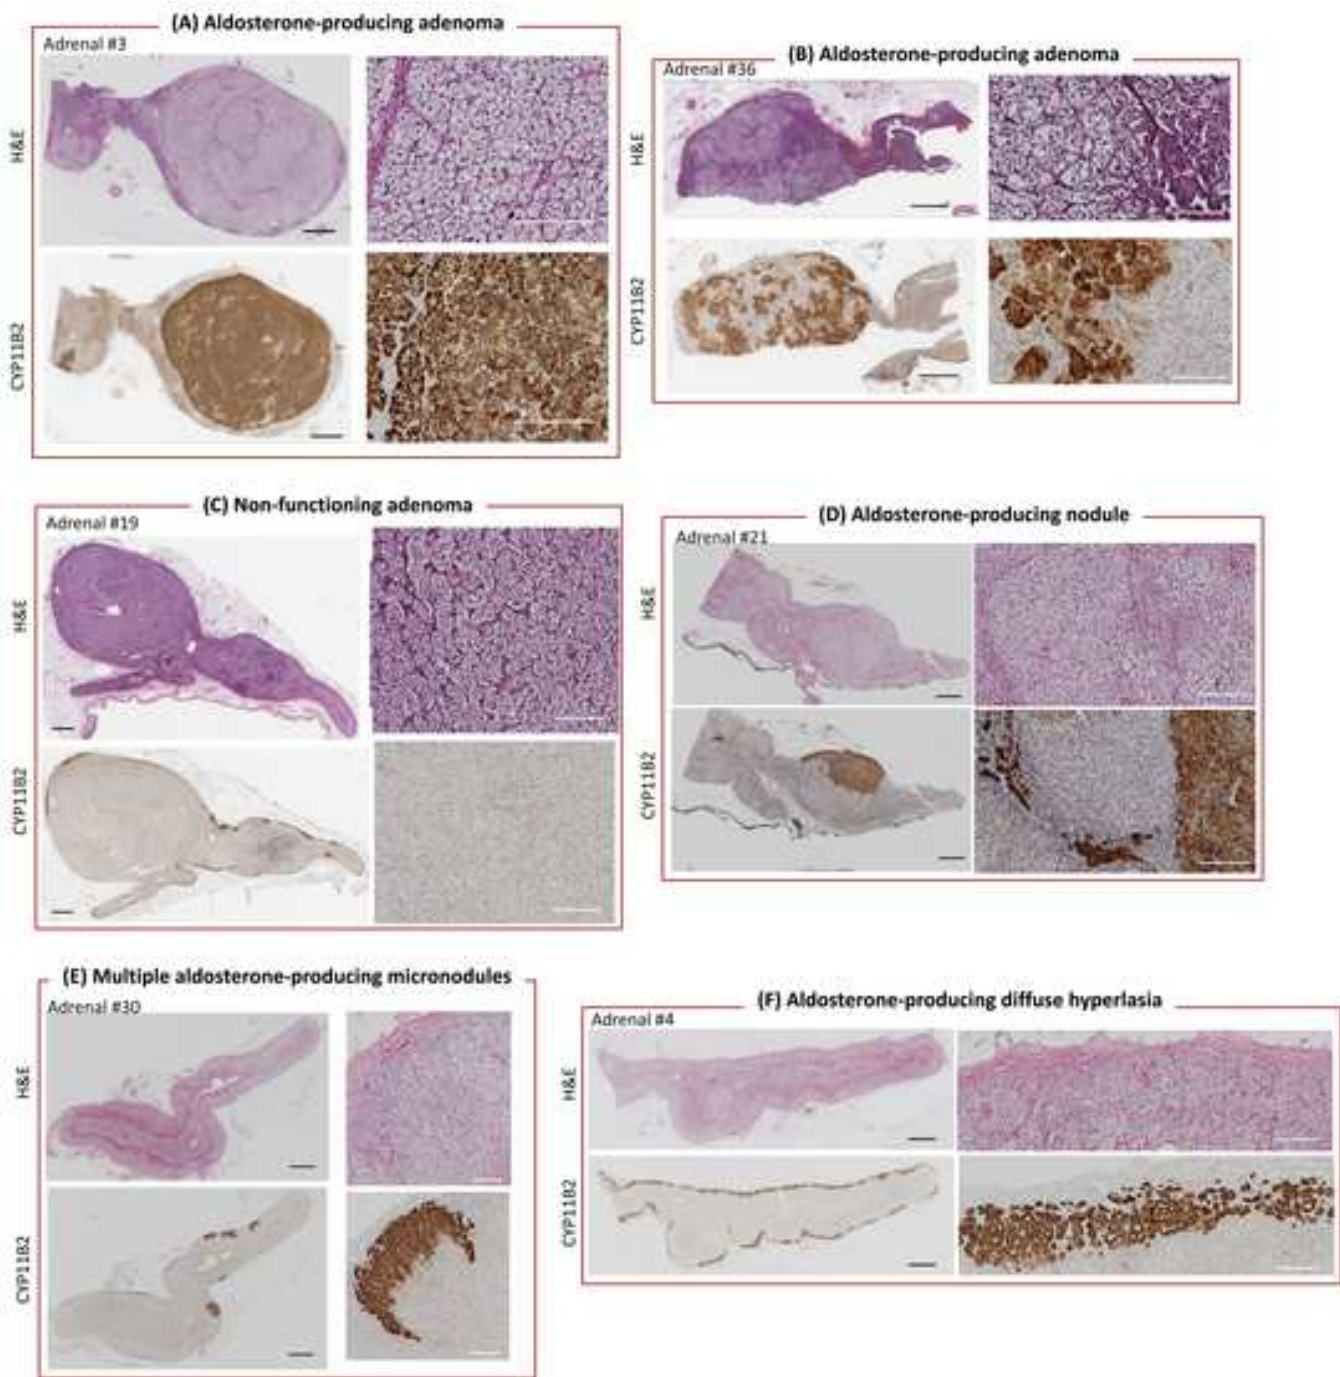 (A) Aldosterone-producing adenoma
Adrenal #3
H&E
CYP11B2
(B) Aldosterone-producing adenoma
Adrenal #36
H&E
CYP11B2
(C) Non-functioning adenoma
Adrenal #19
H&E
CYP11B2
(D) Aldosterone-producing nodule
Adrenal #21
H&E
CYP11B2
(E) Multiple aldosterone-producing micronodules
Adrenal #30
H&E
CYP11B2
(F) Aldosterone-producing diffuse hyperlasia
Adrenal #4
H&E
CYP11B2